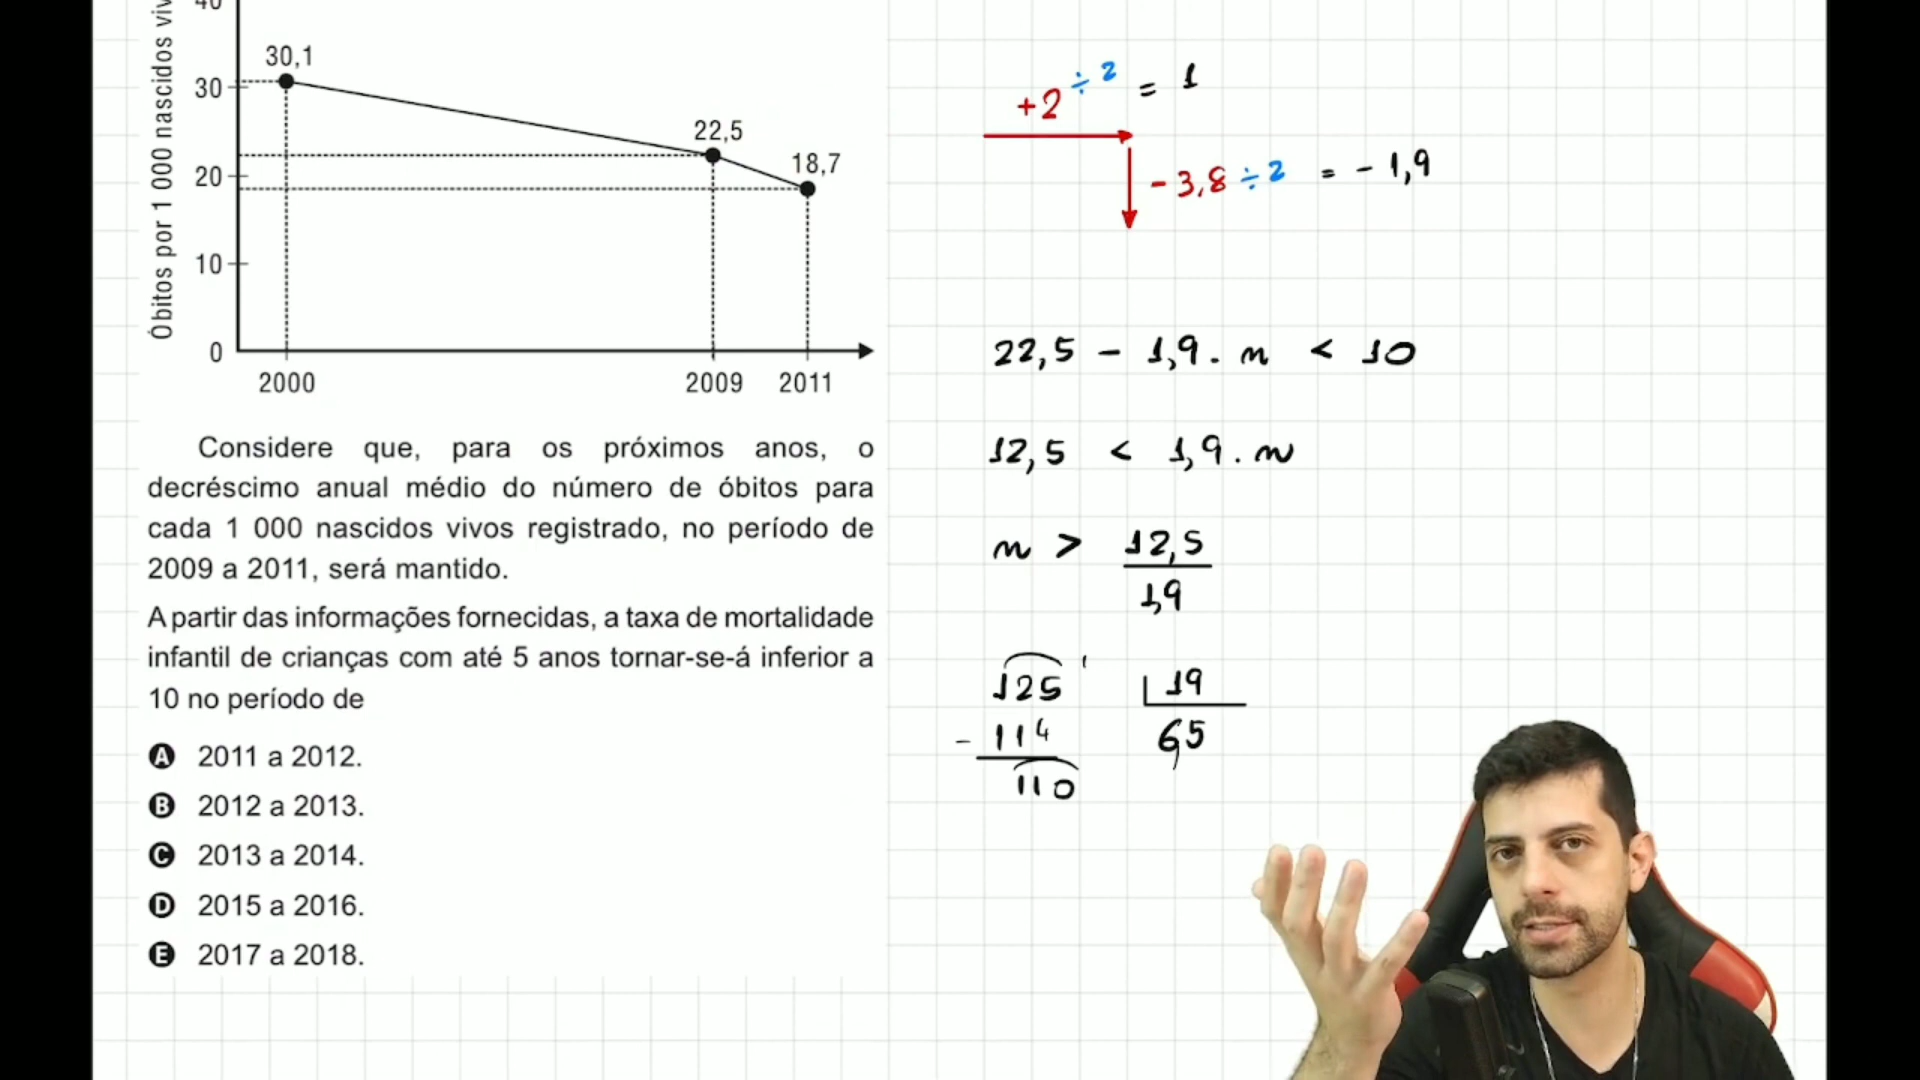 40
Óbitos por 1 000 nascidos viv
30,1
30
22,5
20
18,7
10
0
2000 2009 2011
Considere que, para os próximos anos, o
decréscimo anual médio do número de óbitos para
cada 1 000 nascidos vivos registrado, no período de
2009 a 2011, será mantido.
A partir das informações fornecidas, a taxa de mortalidade
infantil de crianças com até 5 anos tornar-se-á inferior a
10 no período de
A 2011 a 2012.
B 2012 a 2013.
C 2013 a 2014.
D 2015 a 2016.
E 2017 a 2018.
+2 ÷ 2 = 1
- 3,8 ÷ 2 = - 1,9
22,5 - 1,9 . n < 10
12,5 < 1,9 . n
n > 12,5
1,9
125 19
- 114 6,5
110